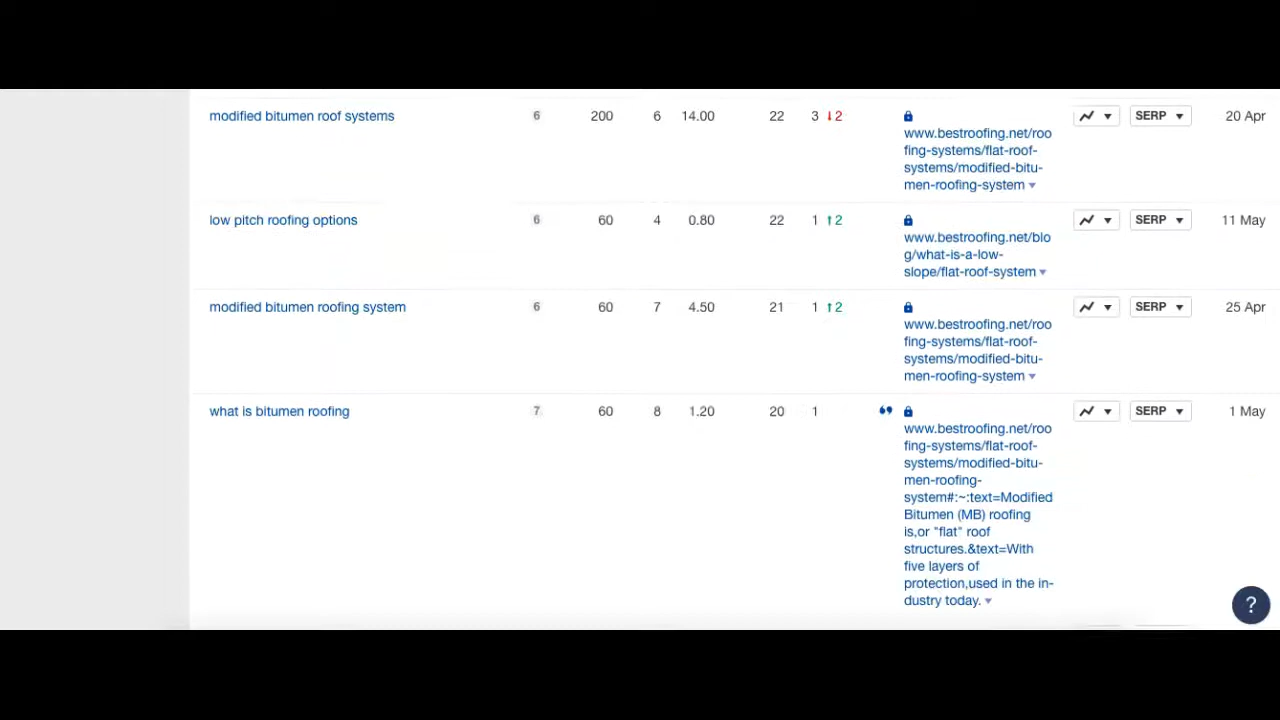 modified bitumen roof systems 6 200 6 14.00 22 3 ↓2 SERP ▼ 20 Apr
www.bestroofing.net/roo
fing-systems/flat-roof-
systems/modified-bitu-
men-roofing-system ▼
low pitch roofing options 6 60 4 0.80 22 1 ↑2 SERP ▼ 11 May
www.bestroofing.net/blo
g/what-is-a-low-
slope/flat-roof-system ▼
modified bitumen roofing system 6 60 7 4.50 21 1 ↑2 SERP ▼ 25 Apr
www.bestroofing.net/roo
fing-systems/flat-roof-
systems/modified-bitu-
men-roofing-system ▼
what is bitumen roofing 7 60 8 1.20 20 1 SERP ▼ 1 May
www.bestroofing.net/roo
fing-systems/flat-roof-
systems/modified-bitu-
men-roofing-
system#:~:text=Modified
Bitumen (MB) roofing
is,or "flat" roof
structures.&text=With
five layers of
protection,used in the in-
dustry today. ▼
?